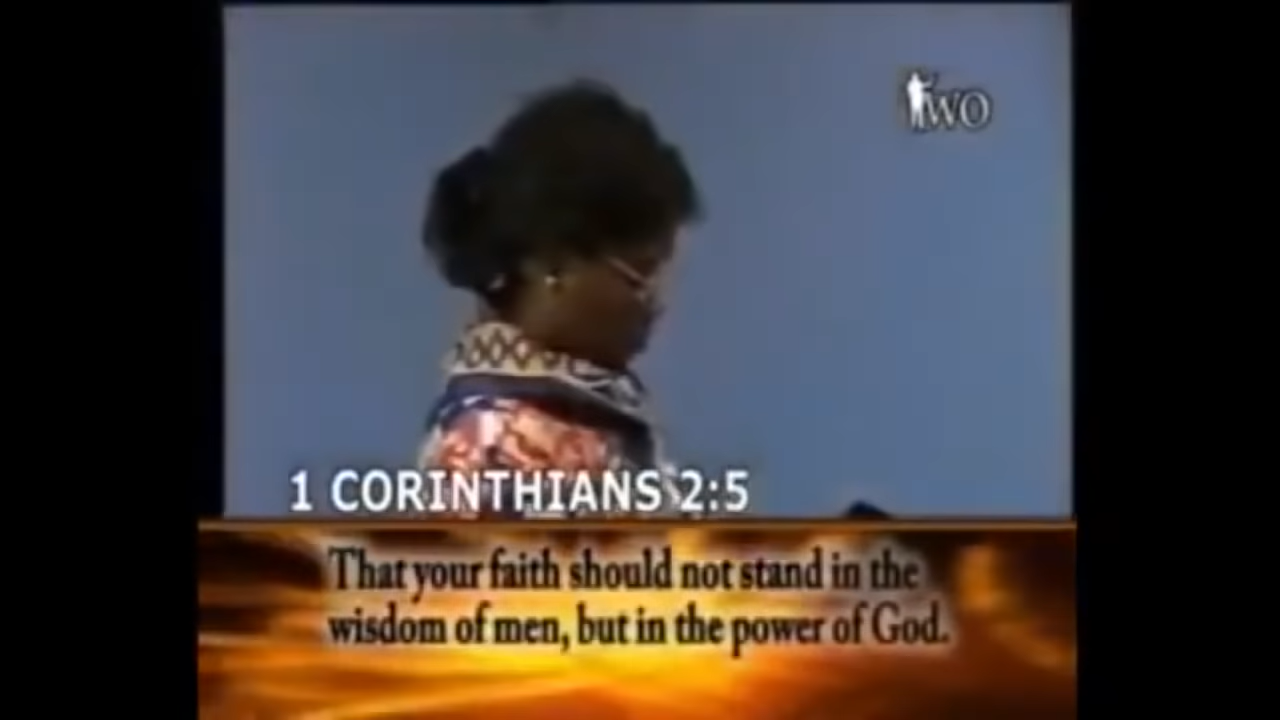 WO
1 CORINTHIANS 2:5
That your faith should not stand in the
wisdom of men, but in the power of God.